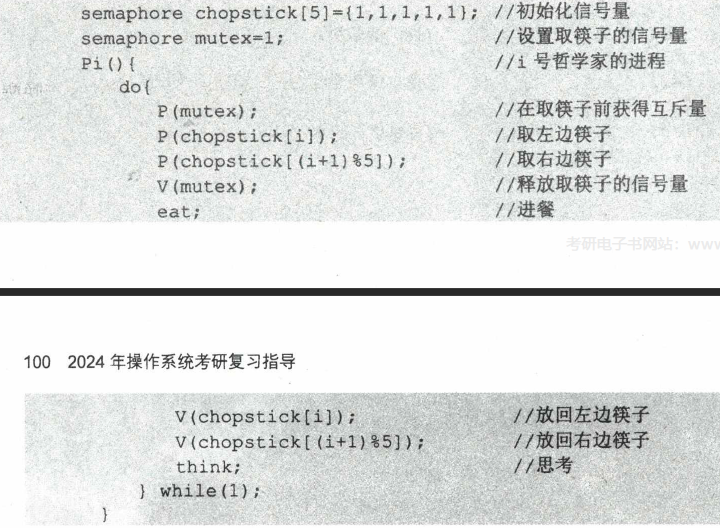 semaphore chopstick[5]={1,1,1,1,1}; //初始化信号量
semaphore mutex=1; //设置取筷子的信号量
Pi(){ //i 号哲学家的进程
do{
P(mutex); //在取筷子前获得互斥量
P(chopstick[i]); //取左边筷子
P(chopstick[(i+1)%5]); //取右边筷子
V(mutex); //释放取筷子的信号量
eat; //进餐
考研电子书网站：www
100 2024 年操作系统考研复习指导
V(chopstick[i]); //放回左边筷子
V(chopstick[(i+1)%5]); //放回右边筷子
think; //思考
} while(1);
}